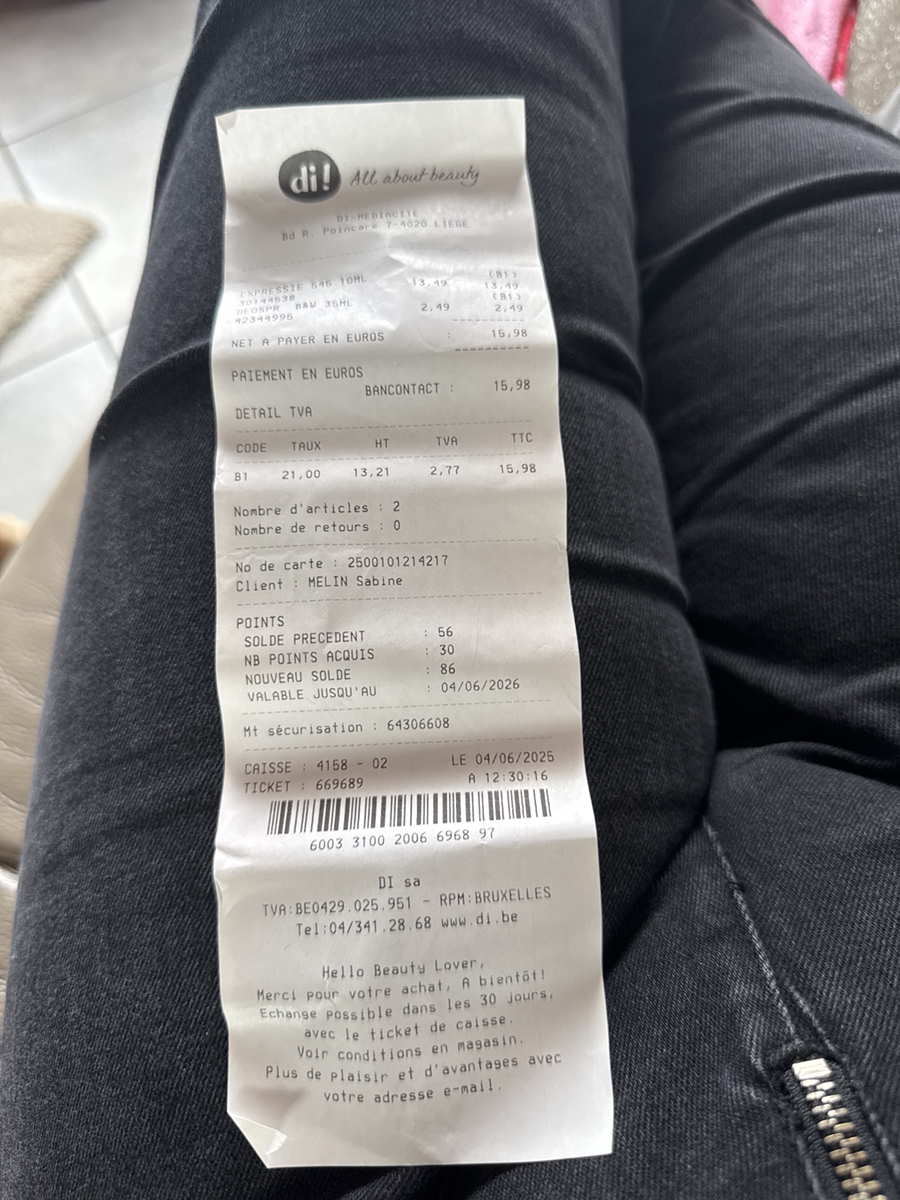 di! All about beauty
DI-MEDIACITE
Bd R. Poincaré 7-4020 LIEGE
(B1)
EXPRESSIE 545 10ML 13,49 13,49
30144538
(B1)
DEOSPR B&W 35ML 2,49 2,49
42344995
NET A PAYER EN EUROS : 15,98
PAIEMENT EN EUROS
BANCONTACT : 15,98
DETAIL TVA
CODE TAUX HT TVA TTC
B1 21,00 13,21 2,77 15,98
Nombre d'articles : 2
Nombre de retours : 0
No de carte : 2500101214217
Client : MELIN Sabine
POINTS
SOLDE PRECEDENT : 56
NB POINTS ACQUIS : 30
NOUVEAU SOLDE : 86
VALABLE JUSQU'AU : 04/06/2026
Mt sécurisation : 64306608
CAISSE : 4158 - 02 LE 04/06/2025
TICKET : 669689 A 12:30:16
6003 3100 2006 6968 97
DI sa
TVA:BE0429.025.951 - RPM:BRUXELLES
Tel:04/341.28.68 www.di.be
Hello Beauty Lover,
Merci pour votre achat, A bientôt!
Echange possible dans les 30 jours,
avec le ticket de caisse.
Voir conditions en magasin.
Plus de plaisir et d'avantages avec
votre adresse e-mail.